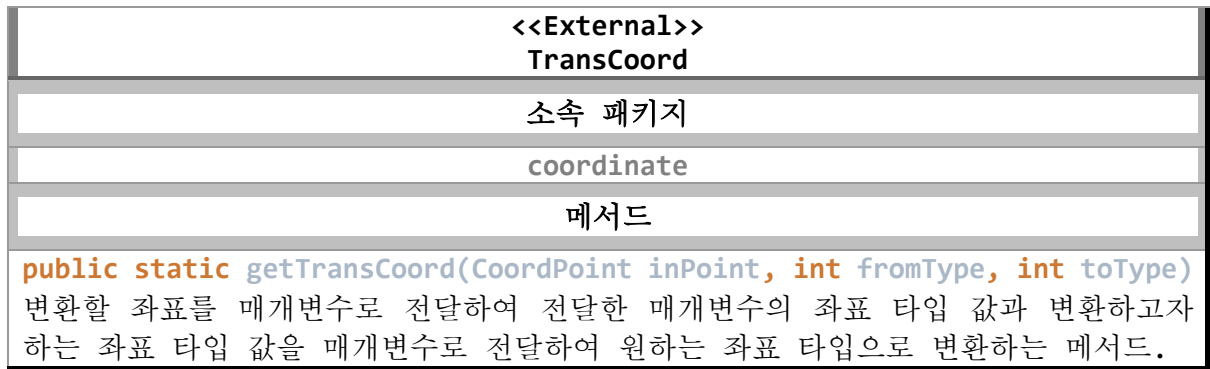 <<External>>
TransCoord
소속 패키지
coordinate
메서드
public static getTransCoord(CoordPoint inPoint, int fromType, int toType)
변환할 좌표를 매개변수로 전달하여 전달한 매개변수의 좌표 타입 값과 변환하고자
하는 좌표 타입 값을 매개변수로 전달하여 원하는 좌표 타입으로 변환하는 메서드.